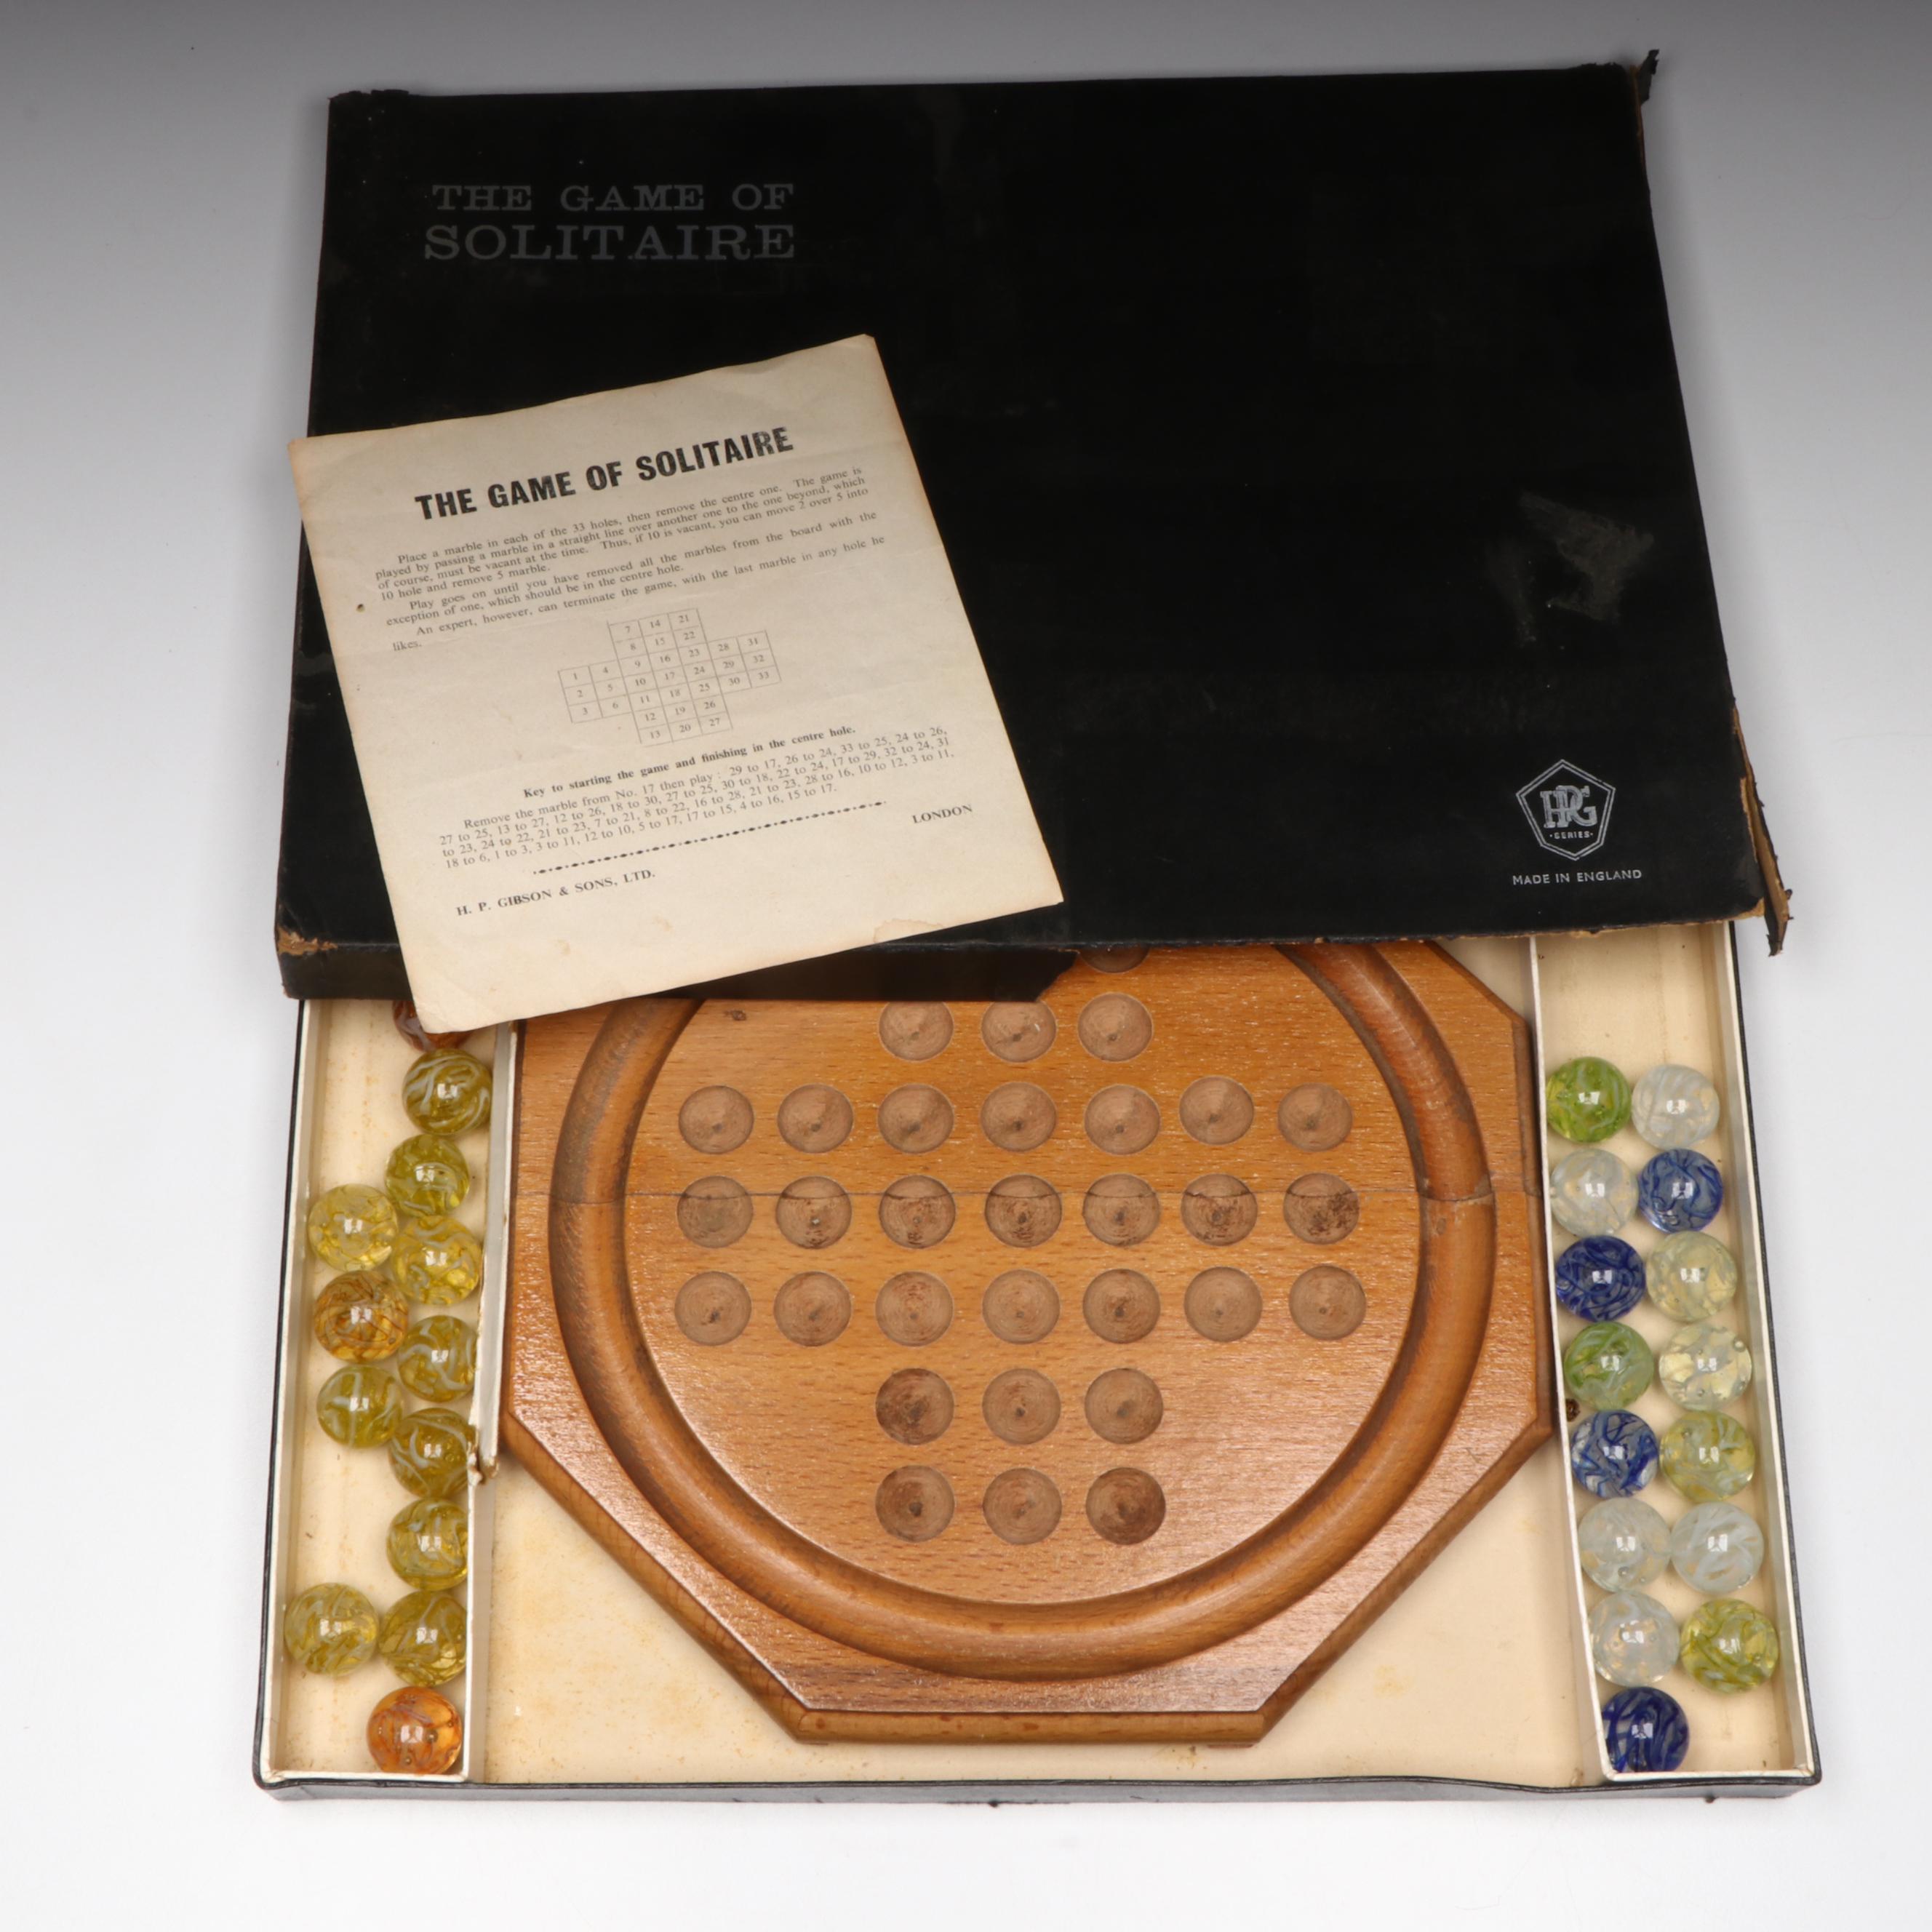 THE GAME OF
SOLITAIRE
THE GAME OF SOLITAIRE
Place a marble in each of the 33 holes, then remove the centre one. The game is
played by passing a marble in a straight line over another one to the one beyond, which
of course, must be vacant at the time. Thus, if 10 is vacant, you can move 2 over 5 into
10 hole and remove 5 marble.
Play goes on until you have removed all the marbles from the board with the
exception of one, which should be in the centre hole.
An expert, however, can terminate the game, with the last marble in any hole he
likes.
7 14 21
8 15 22
1 4 9 16 23 28 31
2 5 10 17 24 29 32
3 6 11 18 25 30 33
12 19 26
13 20 27
Key to starting the game and finishing in the centre hole.
Remove the marble from No. 17 then play : 29 to 17, 26 to 24, 33 to 25, 24 to 26,
27 to 25, 13 to 27, 12 to 26, 18 to 30, 27 to 25, 30 to 18, 22 to 24, 17 to 29, 32 to 24, 31
to 23, 24 to 22, 21 to 23, 7 to 21, 8 to 22, 16 to 28, 21 to 23, 28 to 16, 10 to 12, 3 to 11,
18 to 6, 1 to 3, 3 to 11, 12 to 10, 5 to 17, 17 to 15, 4 to 16, 15 to 17.
H. P. GIBSON & SONS, LTD. LONDON
HPG
·SERIES·
MADE IN ENGLAND